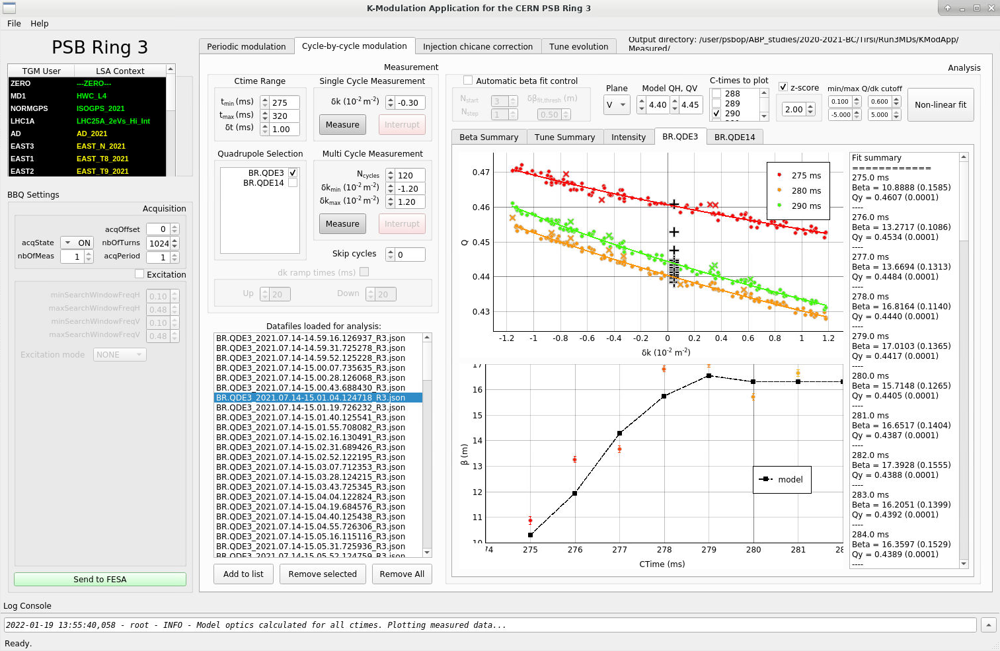 K-Modulation Application for the CERN PSB Ring 3
File Help
PSB Ring 3
TGM User LSA Context
ZERO ---ZERO---
MD1 HWC_L4
NORMGPS ISOGPS_2021
LHC1A LHC25A_2eVs_Hi_Int
AD AD_2021
EAST3 EAST_N_2021
EAST1 EAST_T8_2021
EAST2 EAST_T9_2021
BBQ Settings
Acquisition
acqOffset 0
acqState ON nbOfTurns 1024
nbOfMeas 1 acqPeriod 1
Excitation
minSearchWindowFreqH 0.10
maxSearchWindowFreqH 0.48
minSearchWindowFreqV 0.10
maxSearchWindowFreqV 0.48
Excitation mode NONE
Send to FESA
Periodic modulation Cycle-by-cycle modulation Injection chicane correction Tune evolution
Output directory: /user/psbop/ABP_studies/2020-2021-BC/Tirsi/Run3MDs/KModApp/
Measured/
Measurement
Ctime Range
tmin (ms) 275
tmax (ms) 320
δt (ms) 1.00
Single Cycle Measurement
δk (10-2 m-2) -0.30
Measure Interrupt
Quadrupole Selection
BR.QDE3
BR.QDE14
Multi Cycle Measurement
Ncycles 120
δkmin (10-2 m-2) -1.20
δkmax (10-2 m-2) 1.20
Measure Interrupt
Skip cycles 0
dk ramp times (ms)
Up 20 Down 20
Datafiles loaded for analysis:
BR.QDE3_2021.07.14-14.59.16.126937_R3.json
BR.QDE3_2021.07.14-14.59.31.725278_R3.json
BR.QDE3_2021.07.14-14.59.52.125228_R3.json
BR.QDE3_2021.07.14-15.00.07.735635_R3.json
BR.QDE3_2021.07.14-15.00.28.126068_R3.json
BR.QDE3_2021.07.14-15.00.43.688430_R3.json
BR.QDE3_2021.07.14-15.01.04.124718_R3.json
BR.QDE3_2021.07.14-15.01.19.726232_R3.json
BR.QDE3_2021.07.14-15.01.40.125541_R3.json
BR.QDE3_2021.07.14-15.01.55.708082_R3.json
BR.QDE3_2021.07.14-15.02.16.130491_R3.json
BR.QDE3_2021.07.14-15.02.31.689426_R3.json
BR.QDE3_2021.07.14-15.02.52.122195_R3.json
BR.QDE3_2021.07.14-15.03.07.712353_R3.json
BR.QDE3_2021.07.14-15.03.28.124215_R3.json
BR.QDE3_2021.07.14-15.03.43.725345_R3.json
BR.QDE3_2021.07.14-15.04.04.122824_R3.json
BR.QDE3_2021.07.14-15.04.19.684576_R3.json
BR.QDE3_2021.07.14-15.04.40.125438_R3.json
BR.QDE3_2021.07.14-15.04.55.726306_R3.json
BR.QDE3_2021.07.14-15.05.16.115116_R3.json
BR.QDE3_2021.07.14-15.05.31.725936_R3.json
BR.QDE3_2021.07.14-15.05.52.124759_R3.json
Add to list Remove selected Remove All
Analysis
Automatic beta fit control
Nstart 3 δβfit,thresh (m)
Nstep 1 0.50
Plane
V
Model QH, QV
4.40 4.45
C-times to plot
288
289
290
z-score
2.00
min/max Q/dk cutoff
0.100 0.600
-5.000 5.000
Non-linear fit
Beta Summary Tune Summary Intensity BR.QDE3 BR.QDE14
Q
0.47
0.46
0.45
0.44
0.43
-1.2 -1 -0.8 -0.6 -0.4 -0.2 0 0.2 0.4 0.6 0.8 1 1.2
δk (10-2 m-2)
275 ms
280 ms
290 ms
β (m)
17
16
15
14
13
12
11
10
74 275 276 277 278 279 280 281 28
CTime (ms)
model
Fit summary
============
275.0 ms
Beta = 10.8888 (0.1585)
Qy = 0.4607 (0.0001)
----
276.0 ms
Beta = 13.2717 (0.1086)
Qy = 0.4534 (0.0001)
----
277.0 ms
Beta = 13.6694 (0.1313)
Qy = 0.4484 (0.0001)
----
278.0 ms
Beta = 16.8164 (0.1140)
Qy = 0.4440 (0.0001)
----
279.0 ms
Beta = 17.0103 (0.1365)
Qy = 0.4417 (0.0001)
----
280.0 ms
Beta = 15.7148 (0.1265)
Qy = 0.4405 (0.0001)
----
281.0 ms
Beta = 16.6517 (0.1404)
Qy = 0.4387 (0.0001)
----
282.0 ms
Beta = 17.3928 (0.1555)
Qy = 0.4388 (0.0001)
----
283.0 ms
Beta = 16.2051 (0.1399)
Qy = 0.4392 (0.0001)
----
284.0 ms
Beta = 16.3597 (0.1529)
Qy = 0.4389 (0.0001)
----
Log Console
2022-01-19 13:55:40,058 - root - INFO - Model optics calculated for all ctimes. Plotting measured data...
Ready.